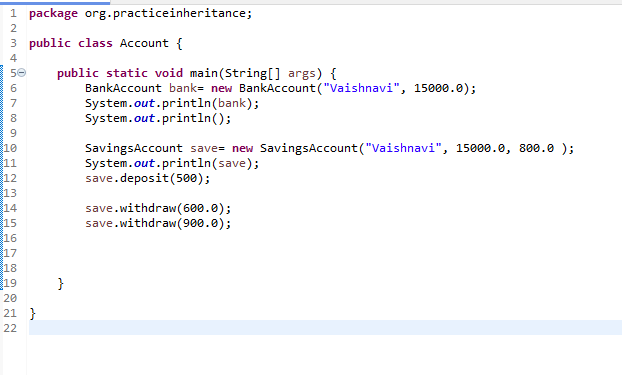 1 package org.practiceinheritance;
2
3 public class Account {
4
5 public static void main(String[] args) {
6 BankAccount bank= new BankAccount("Vaishnavi", 15000.0);
7 System.out.println(bank);
8 System.out.println();
9
10 SavingsAccount save= new SavingsAccount("Vaishnavi", 15000.0, 800.0 );
11 System.out.println(save);
12 save.deposit(500);
13
14 save.withdraw(600.0);
15 save.withdraw(900.0);
16
17
18
19 }
20
21 }
22